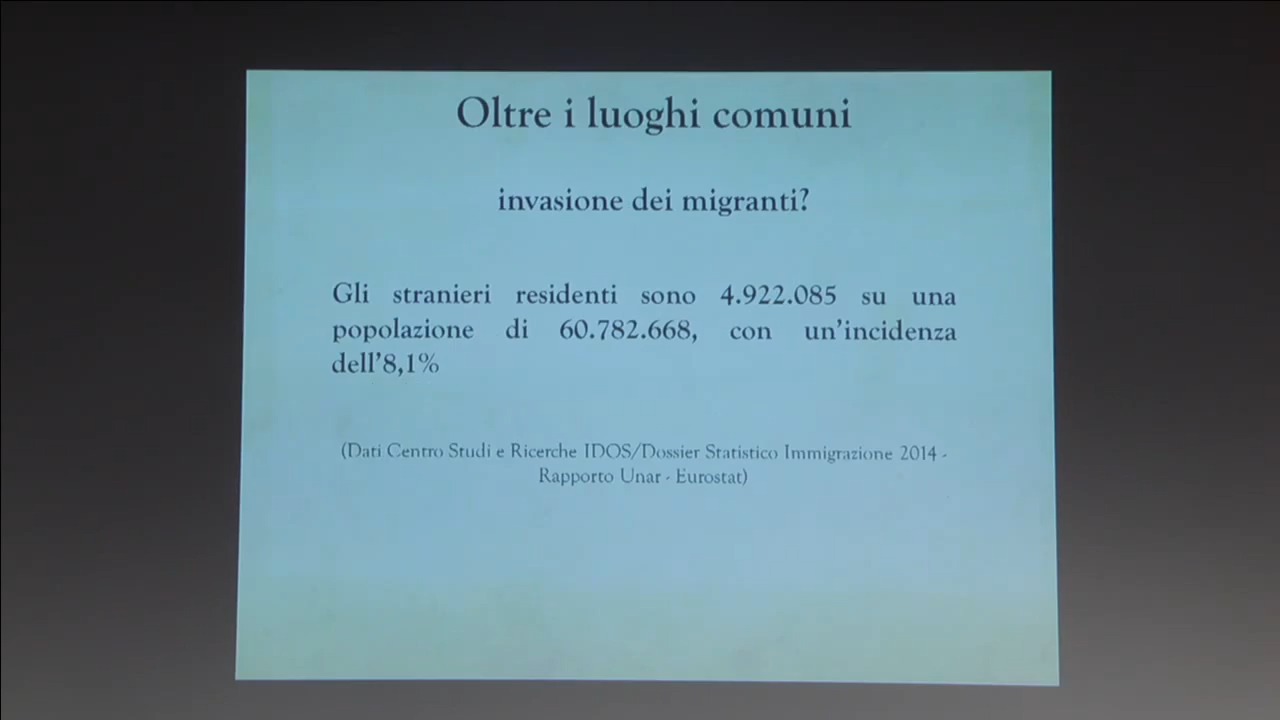 Oltre i luoghi comuni
invasione dei migranti?
Gli stranieri residenti sono 4.922.085 su una
popolazione di 60.782.668, con un'incidenza
dell'8,1%
(Dati Centro Studi e Ricerche IDOS/Dossier Statistico Immigrazione 2014 -
Rapporto Unar - Eurostat)